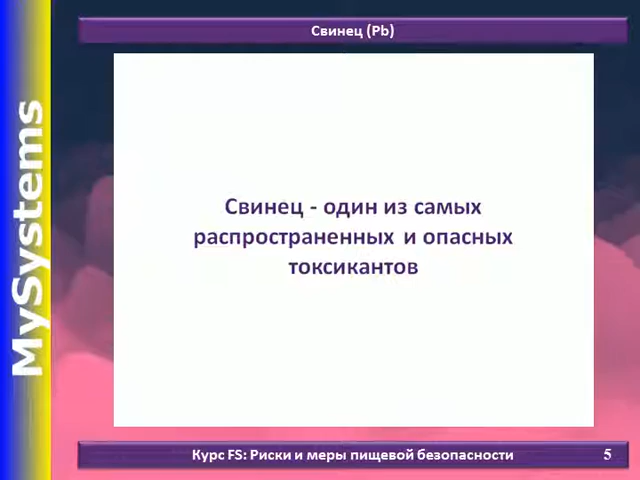 Свинец (Pb)
MySystems
Свинец - один из самых
распространенных и опасных
токсикантов
Курс FS: Риски и меры пищевой безопасности 5